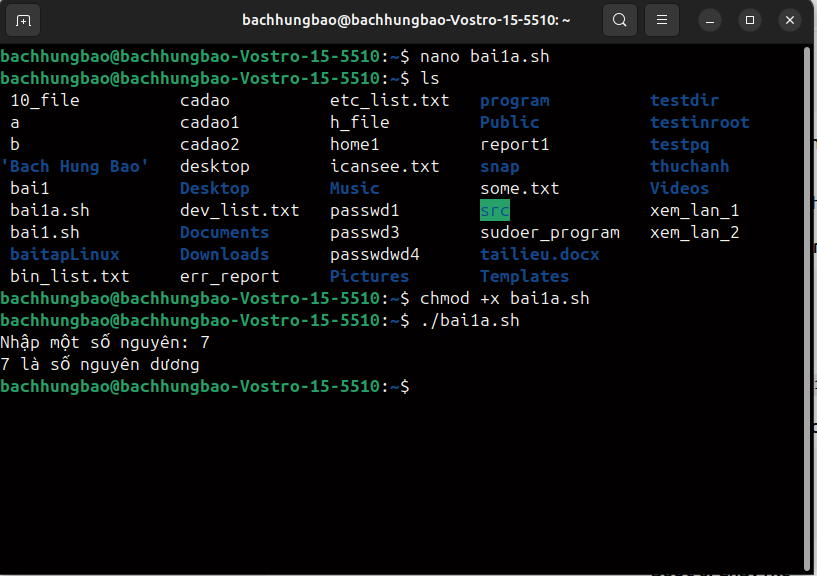 bachhungbao@bachhungbao-Vostro-15-5510: ~
bachhungbao@bachhungbao-Vostro-15-5510:~$ nano bai1a.sh
bachhungbao@bachhungbao-Vostro-15-5510:~$ ls
10_file cadao etc_list.txt program testdir
a cadao1 h_file Public testinroot
b cadao2 home1 report1 testpq
'Bach Hung Bao' desktop icansee.txt snap thuchanh
bai1 Desktop Music some.txt Videos
bai1a.sh dev_list.txt passwd1 src xem_lan_1
bai1.sh Documents passwd3 sudoer_program xem_lan_2
baitapLinux Downloads passwdwd4 tailieu.docx
bin_list.txt err_report Pictures Templates
bachhungbao@bachhungbao-Vostro-15-5510:~$ chmod +x bai1a.sh
bachhungbao@bachhungbao-Vostro-15-5510:~$ ./bai1a.sh
Nhập một số nguyên: 7
7 là số nguyên dương
bachhungbao@bachhungbao-Vostro-15-5510:~$